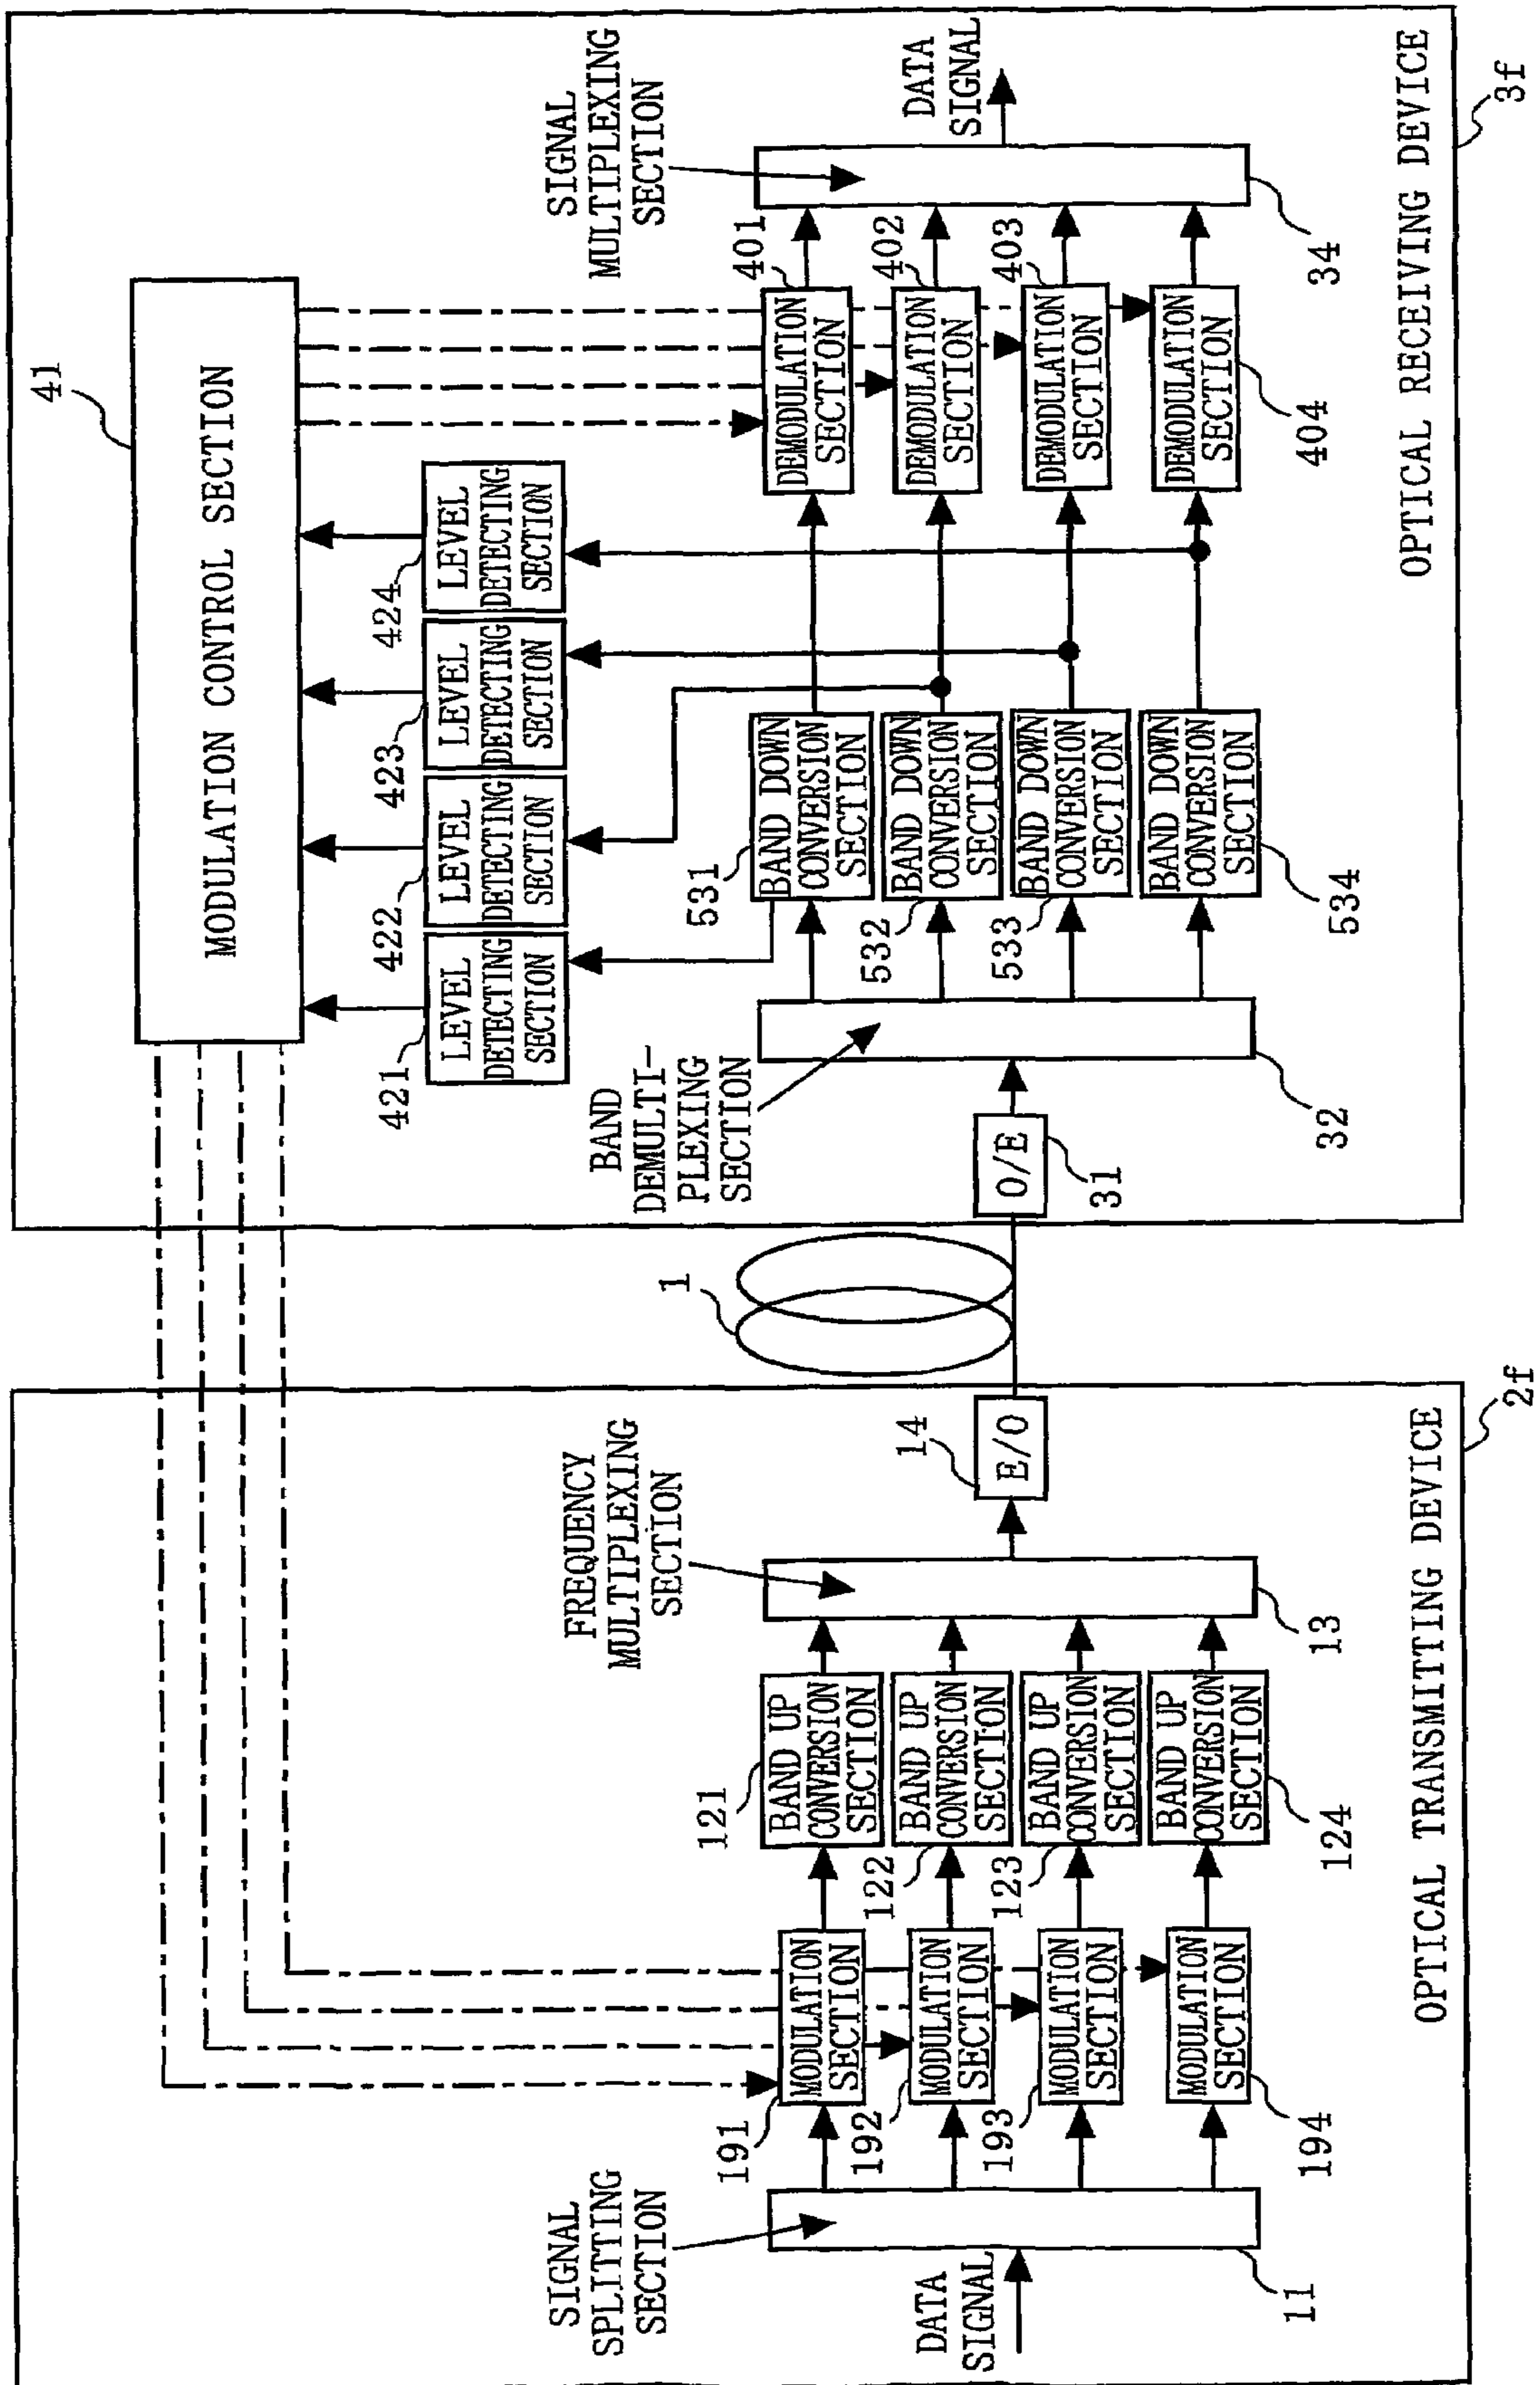 41
MODULATION CONTROL SECTION
421
LEVEL
DETECTING
SECTION
422
LEVEL
DETECTING
SECTION
423
LEVEL
DETECTING
SECTION
424
LEVEL
DETECTING
SECTION
SIGNAL
SPLITTING
SECTION
DATA
SIGNAL
11
191
MODULATION
SECTION
192
MODULATION
SECTION
193
MODULATION
SECTION
194
MODULATION
SECTION
121
BAND UP
CONVERSION
SECTION
122
BAND UP
CONVERSION
SECTION
123
BAND UP
CONVERSION
SECTION
124
BAND UP
CONVERSION
SECTION
FREQUENCY
MULTIPLEXING
SECTION
13
14
E/O
OPTICAL TRANSMITTING DEVICE
2f
1
O/E
31
BAND
DEMULTI-
PLEXING
SECTION
32
531
BAND DOWN
CONVERSION
SECTION
532
BAND DOWN
CONVERSION
SECTION
533
BAND DOWN
CONVERSION
SECTION
534
BAND DOWN
CONVERSION
SECTION
401
DEMODULATION
SECTION
402
DEMODULATION
SECTION
403
DEMODULATION
SECTION
404
DEMODULATION
SECTION
SIGNAL
MULTIPLEXING
SECTION
34
DATA
SIGNAL
OPTICAL RECEIVING DEVICE
3f